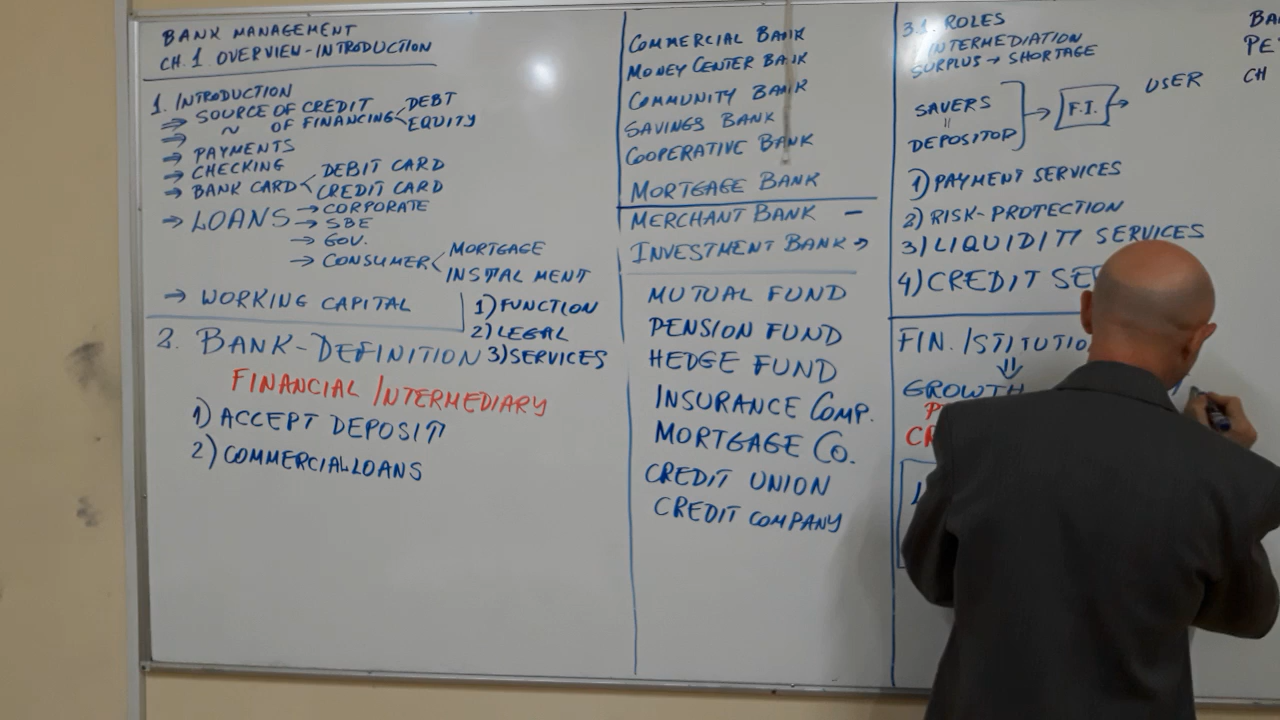 BANK MANAGEMENT
CH. 1 OVERVIEW-INTRODUCTION
1. INTRODUCTION
⇒ SOURCE OF CREDIT
⇒ ~ OF FINANCING < DEBT
EQUITY
→ PAYMENTS
→ CHECKING
→ BANK CARD < DEBIT CARD
CREDIT CARD
→ LOANS → CORPORATE
→ SBE
→ GOV.
→ CONSUMER < MORTGAGE
INSTALMENT
→ WORKING CAPITAL
1) FUNCTION
2) LEGAL
3) SERVICES
2. BANK-DEFINITION
FINANCIAL INTERMEDIARY
1) ACCEPT DEPOSIT
2) COMMERCIAL LOANS
COMMERCIAL BANK
MONEY CENTER BANK
COMMUNITY BANK
SAVINGS BANK
COOPERATIVE BANK
MORTGAGE BANK
MERCHANT BANK –
INVESTMENT BANK →
MUTUAL FUND
PENSION FUND
HEDGE FUND
INSURANCE COMP.
MORTGAGE CO.
CREDIT UNION
CREDIT COMPANY
3.1. ROLES
INTERMEDIATION
SURPLUS → SHORTAGE
SAVERS
=
DEPOSITOR
→ F.I. → USER
1) PAYMENT SERVICES
2) RISK-PROTECTION
3) LIQUIDITY SERVICES
4) CREDIT SE
FIN. ISTITUTIO
⇓
GROWTH
CH